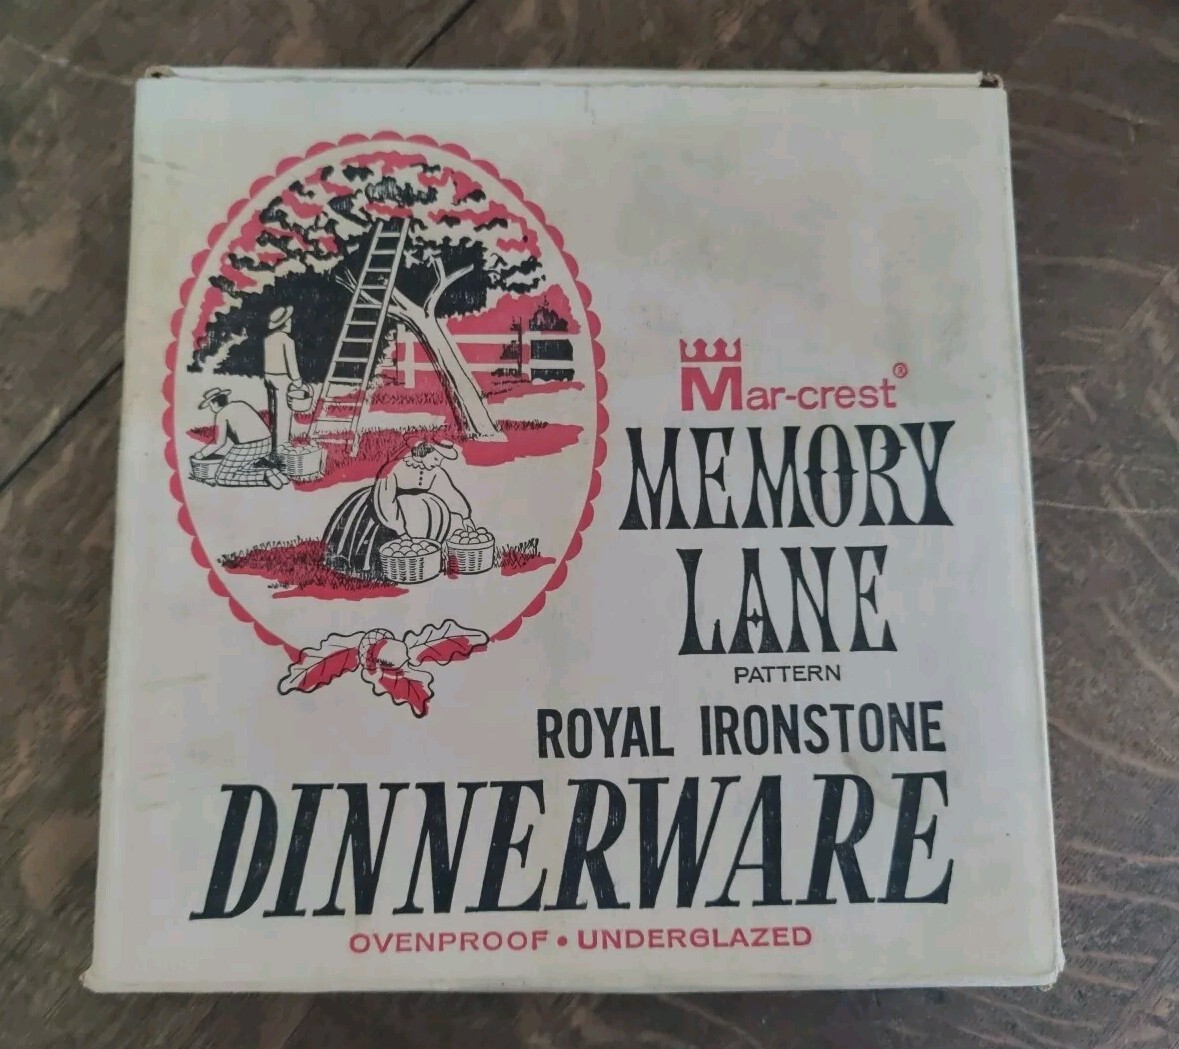 Mar-crest®
MEMORY
LANE
PATTERN
ROYAL IRONSTONE
DINNERWARE
OVENPROOF • UNDERGLAZED